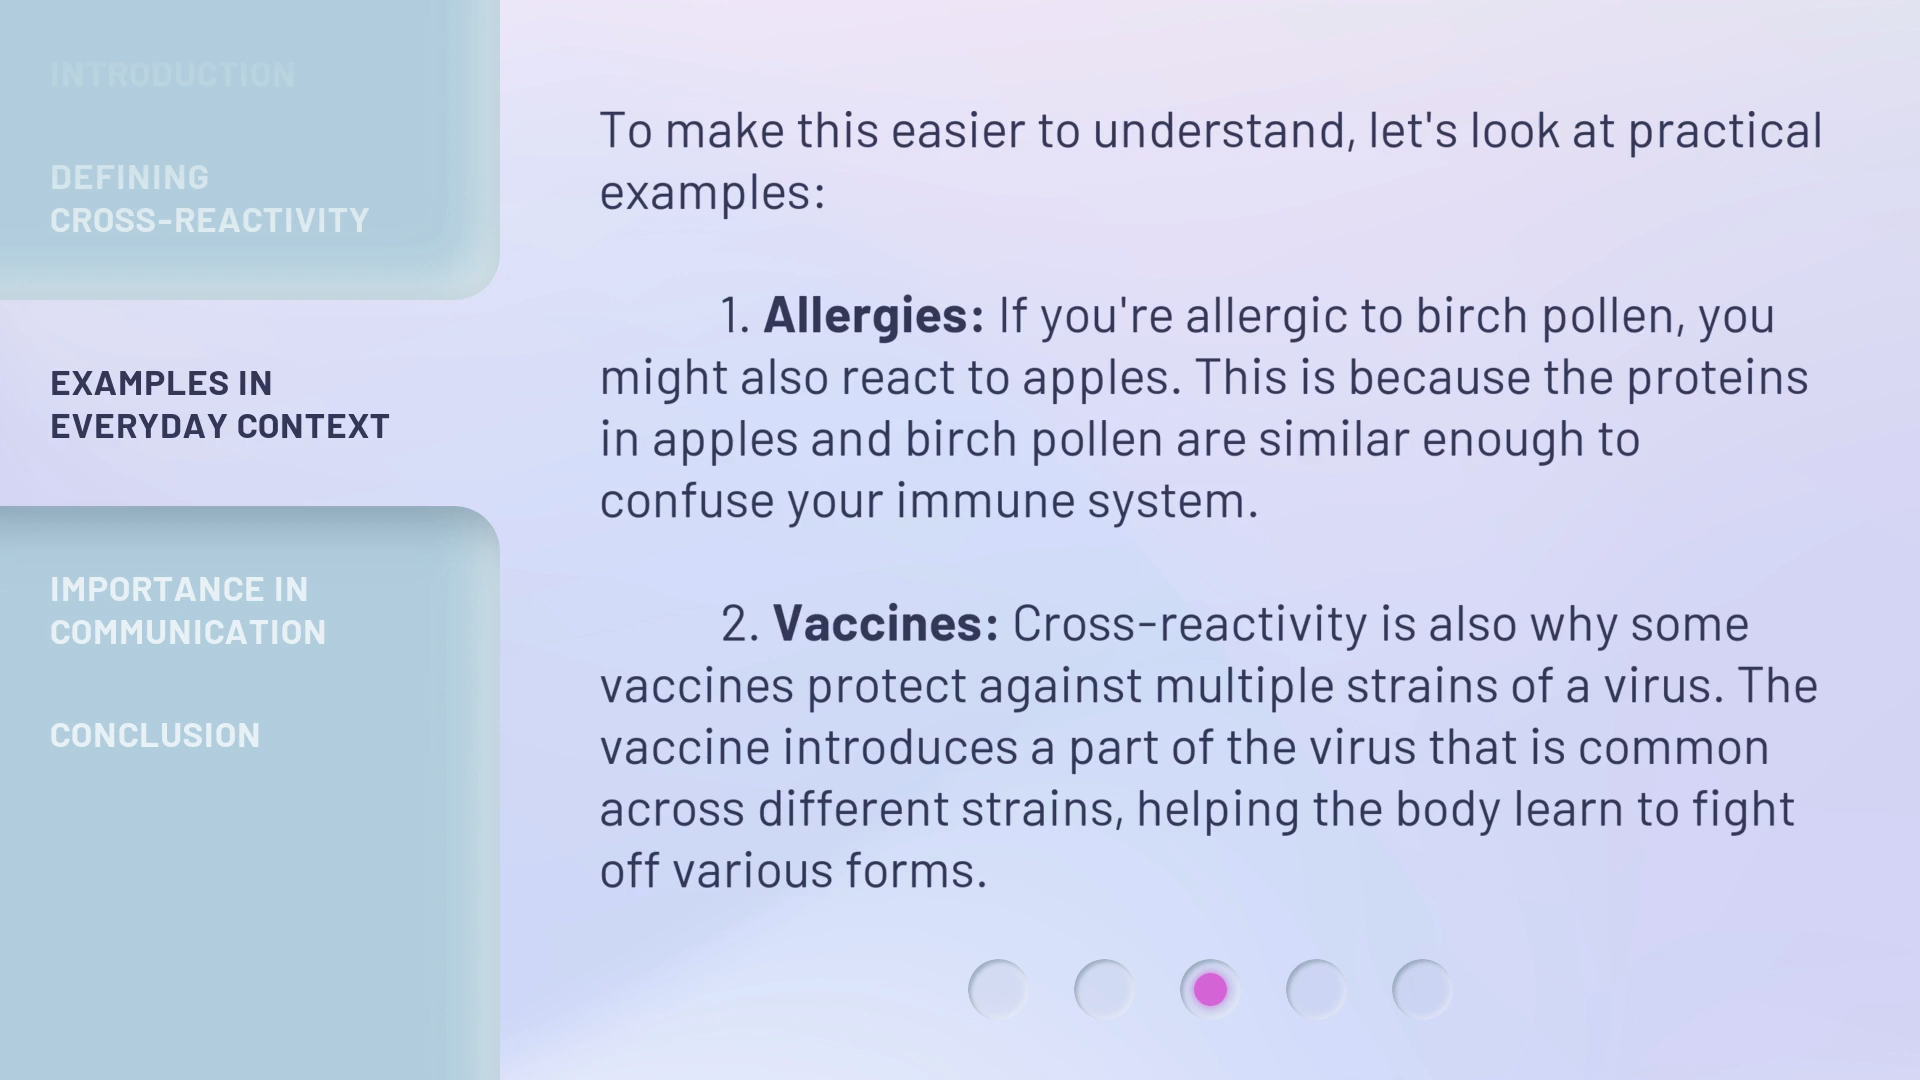 INTRODUCTION
DEFINING
CROSS-REACTIVITY
EXAMPLES IN
EVERYDAY CONTEXT
IMPORTANCE IN
COMMUNICATION
CONCLUSION
To make this easier to understand, let's look at practical
examples:
1. Allergies: If you're allergic to birch pollen, you
might also react to apples. This is because the proteins
in apples and birch pollen are similar enough to
confuse your immune system.
2. Vaccines: Cross-reactivity is also why some
vaccines protect against multiple strains of a virus. The
vaccine introduces a part of the virus that is common
across different strains, helping the body learn to fight
off various forms.